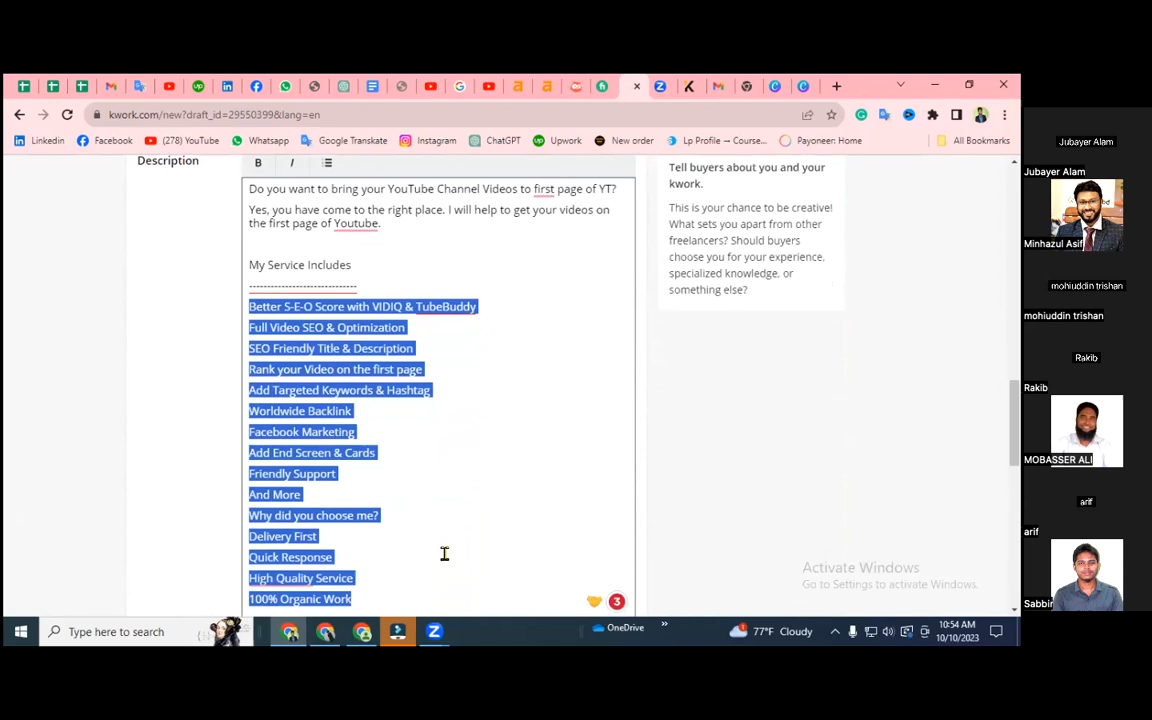 kwork.com/new?draft_id=29550399&lang=en
Linkedin
Facebook
(278) YouTube
Whatsapp
Google Transkate
Instagram
ChatGPT
Upwork
New order
Lp Profile → Course...
Payoneer: Home
All Bookmarks
Description
B I
Do you want to bring your YouTube Channel Videos to first page of YT?
Yes, you have come to the right place. I will help to get your videos on
the first page of Youtube.
My Service Includes
------------------------------
Better S-E-O Score with VIDIQ & TubeBuddy
Full Video SEO & Optimization
SEO Friendly Title & Description
Rank your Video on the first page
Add Targeted Keywords & Hashtag
Worldwide Backlink
Facebook Marketing
Add End Screen & Cards
Friendly Support
And More
Why did you choose me?
Delivery First
Quick Response
High Quality Service
100% Organic Work
3
Tell buyers about you and your
kwork.
This is your chance to be creative!
What sets you apart from other
freelancers? Should buyers
choose you for your experience,
specialized knowledge, or
something else?
Activate Windows
Go to Settings to activate Windows.
Type here to search
OneDrive
77°F Cloudy
10:54 AM
10/10/2023
Jubayer Alam
Jubayer Alam
Minhazul Asif
mohiuddin trishan
mohiuddin trishan
Rakib
Rakib
MOBASSER ALI
arif
arif
Sabbir